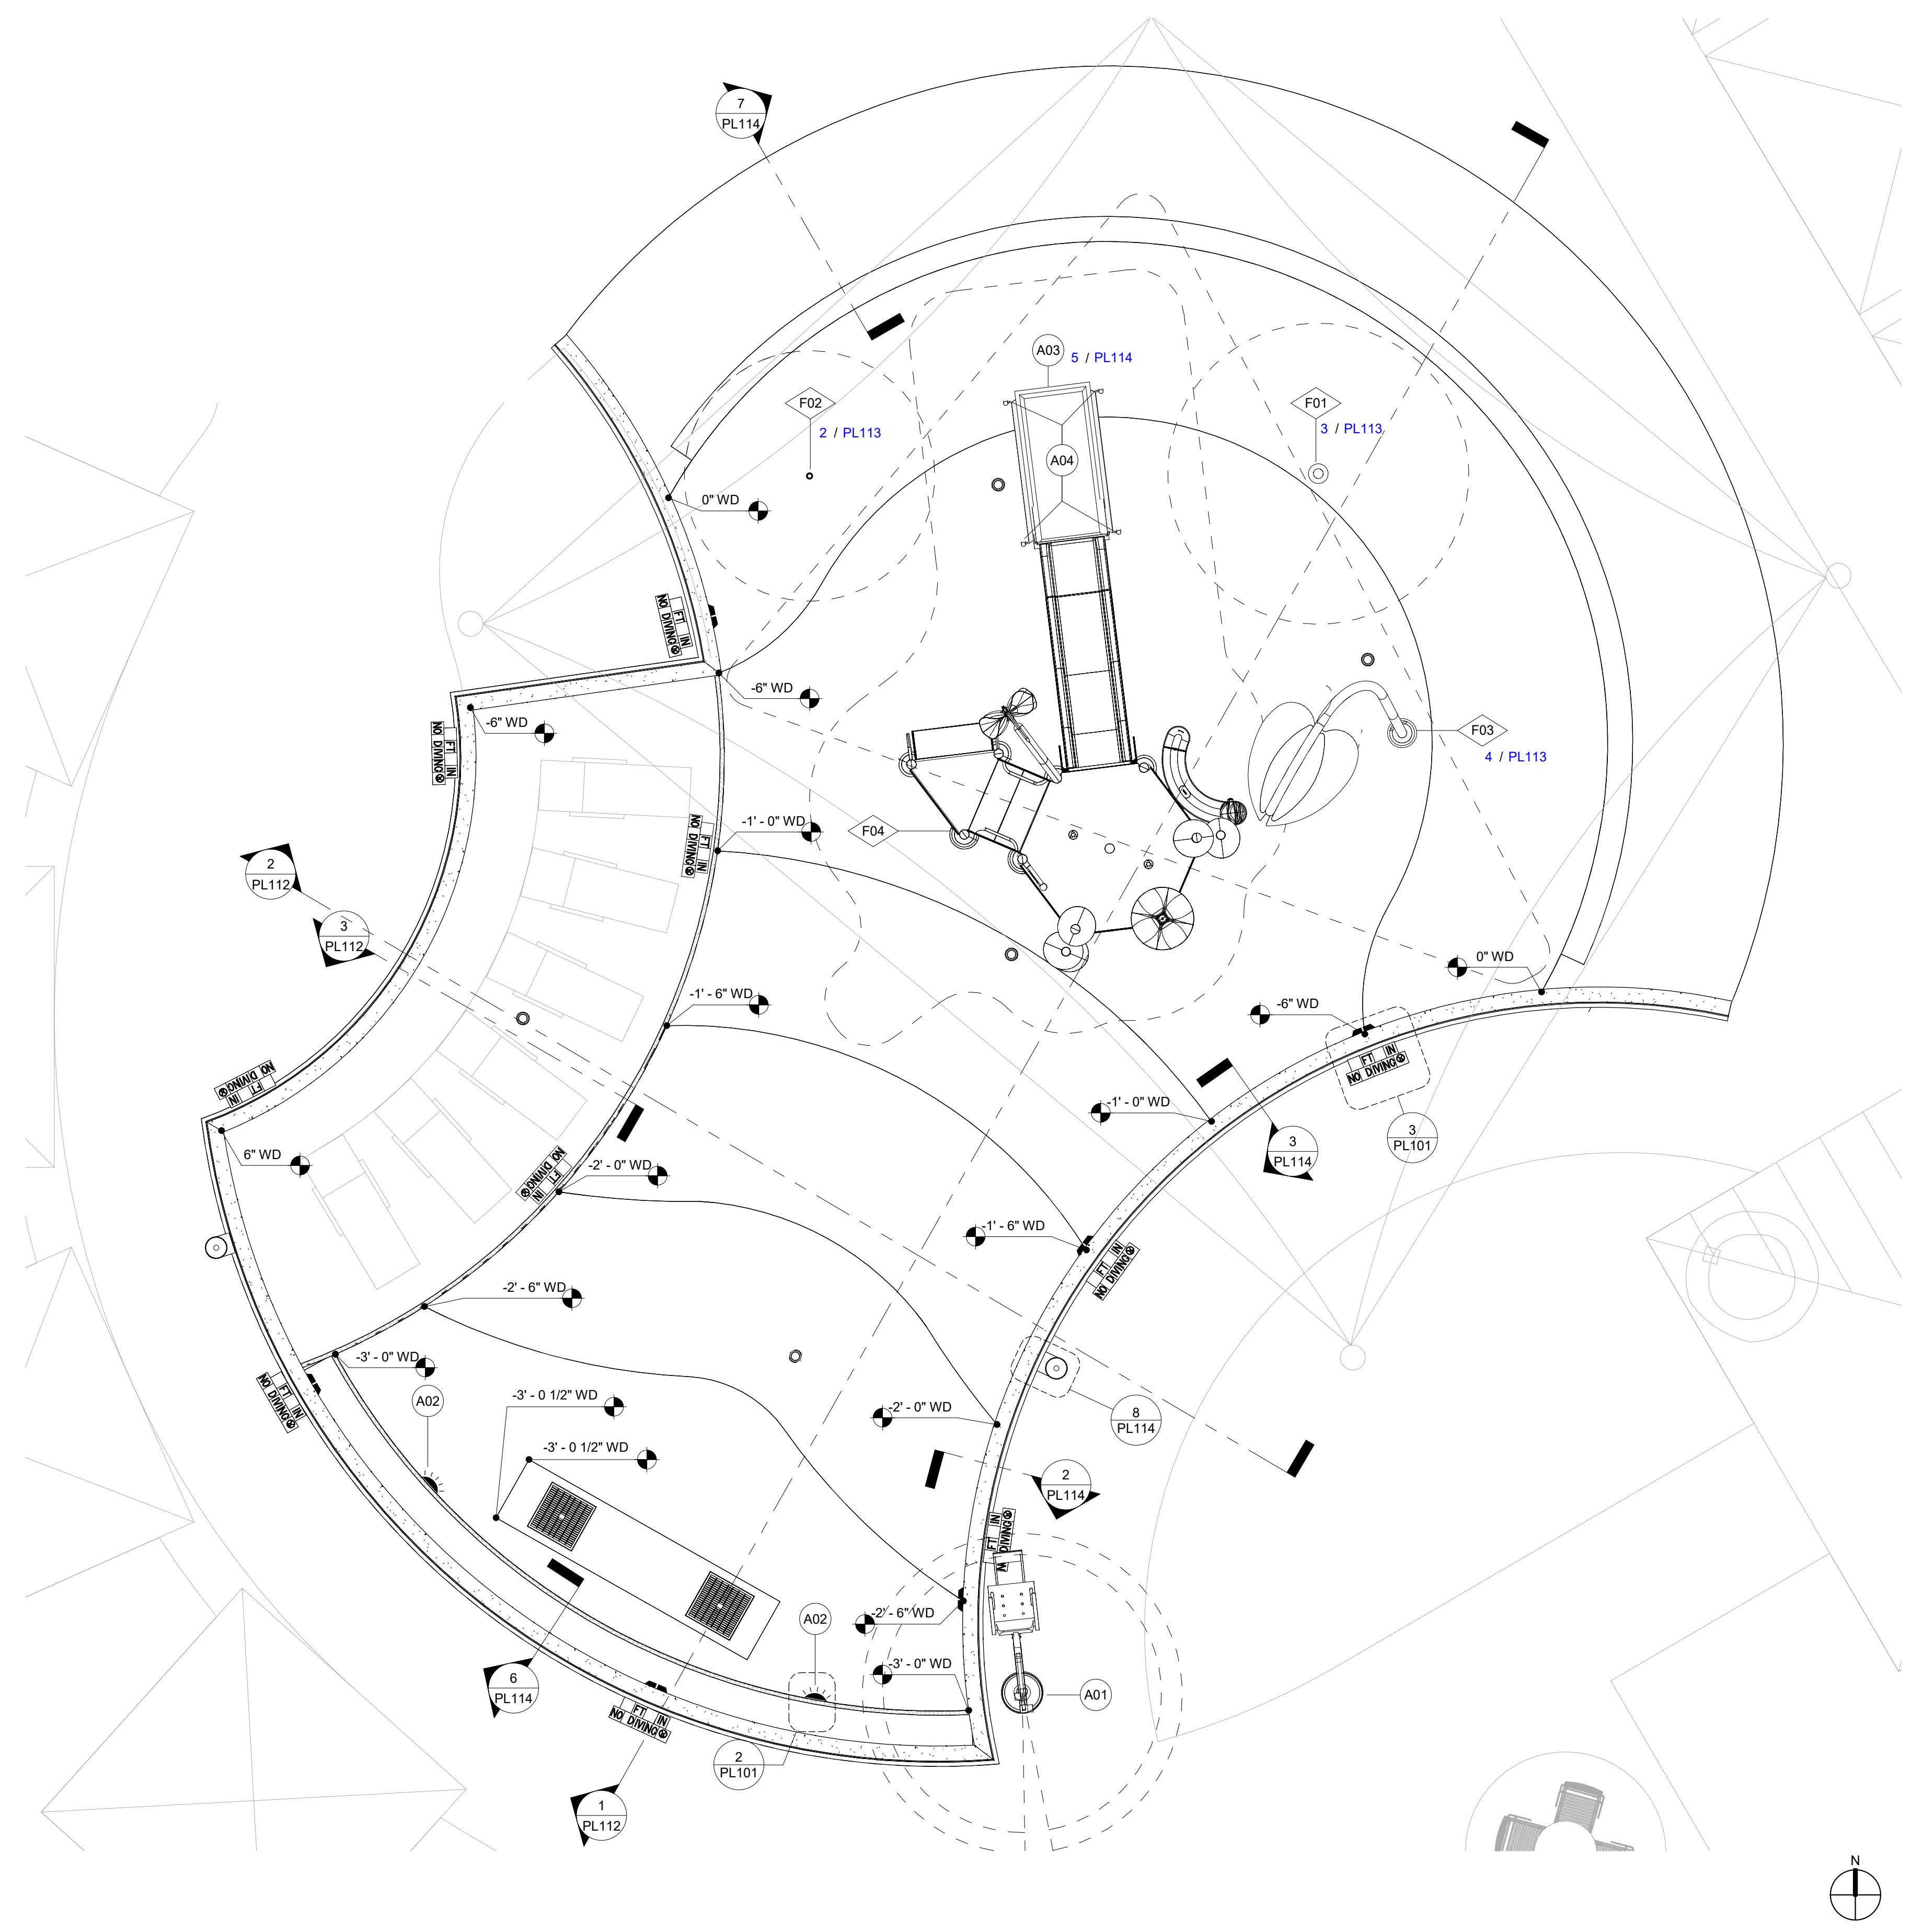 7
PL114
A03
5 / PL114
F02
2 / PL113
F01
3 / PL113
A04
0" WD
NO DIVING
FT IN
-6" WD
-6" WD
NO DIVING
FT IN
F03
4 / PL113
-1' - 0" WD
NO DIVING
FT IN
F04
2
PL112
3
PL112
0" WD
-1' - 6" WD
-6" WD
FT IN
NO DIVING
NO DIVING
FT IN
-1' - 0" WD
3
PL101
3
PL114
6" WD
NO DIVING
FT IN
-2' - 0" WD
-1' - 6" WD
FT IN
NO DIVING
-2' - 6" WD
-3' - 0" WD
A02
NO DIVING
FT IN
-3' - 0 1/2" WD
-2' - 0" WD
8
PL114
-3' - 0 1/2" WD
2
PL114
FT IN
NO DIVING
A02
-2' - 6" WD
-3' - 0" WD
6
PL114
A01
FT IN
NO DIVING
2
PL101
1
PL112
N